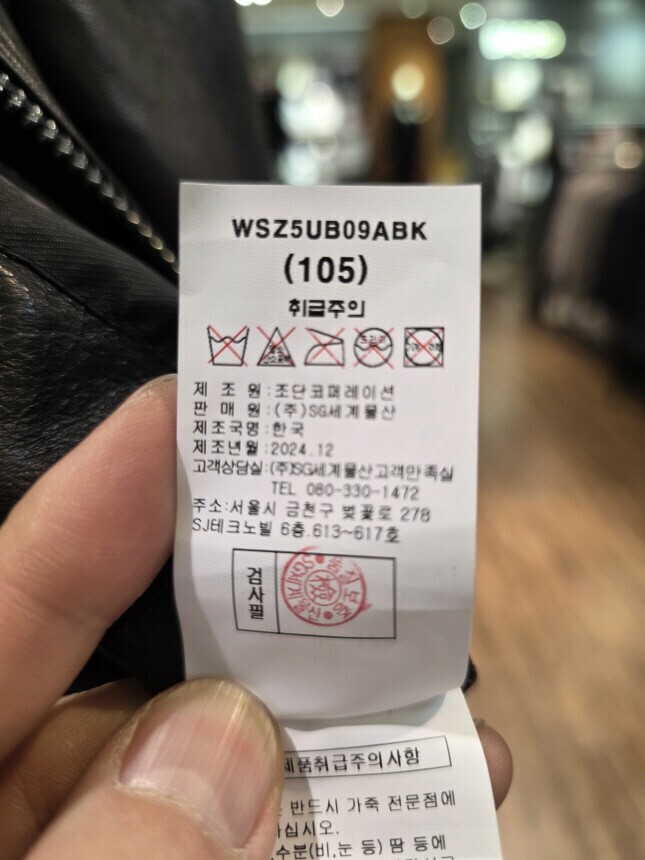 WSZ5UB09ABK
(105)
취급주의
드라이
제 조 원:조단코퍼레이션
판 매 원:(주)SG세계물산
제조국명:한국
제조년월:2024.12
고객상담실:(주)SG세계물산고객만족실
TEL 080-330-1472
주소:서울시 금천구 벚꽃로 278
SJ테크노빌 6층.613~617호
검사필
제품취급주의사항
반드시 가죽 전문점에
하십시오.
수분(비,눈 등) 땀 등에